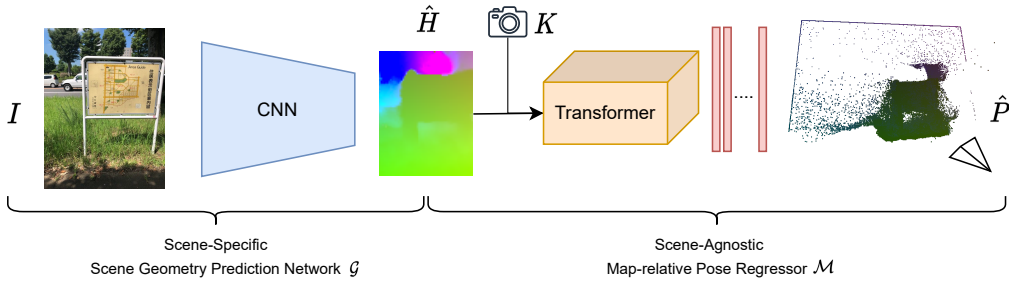 I
CNN
Ĥ
K
Transformer
....
P̂
Scene-Specific
Scene Geometry Prediction Network 𝒢
Scene-Agnostic
Map-relative Pose Regressor ℳ